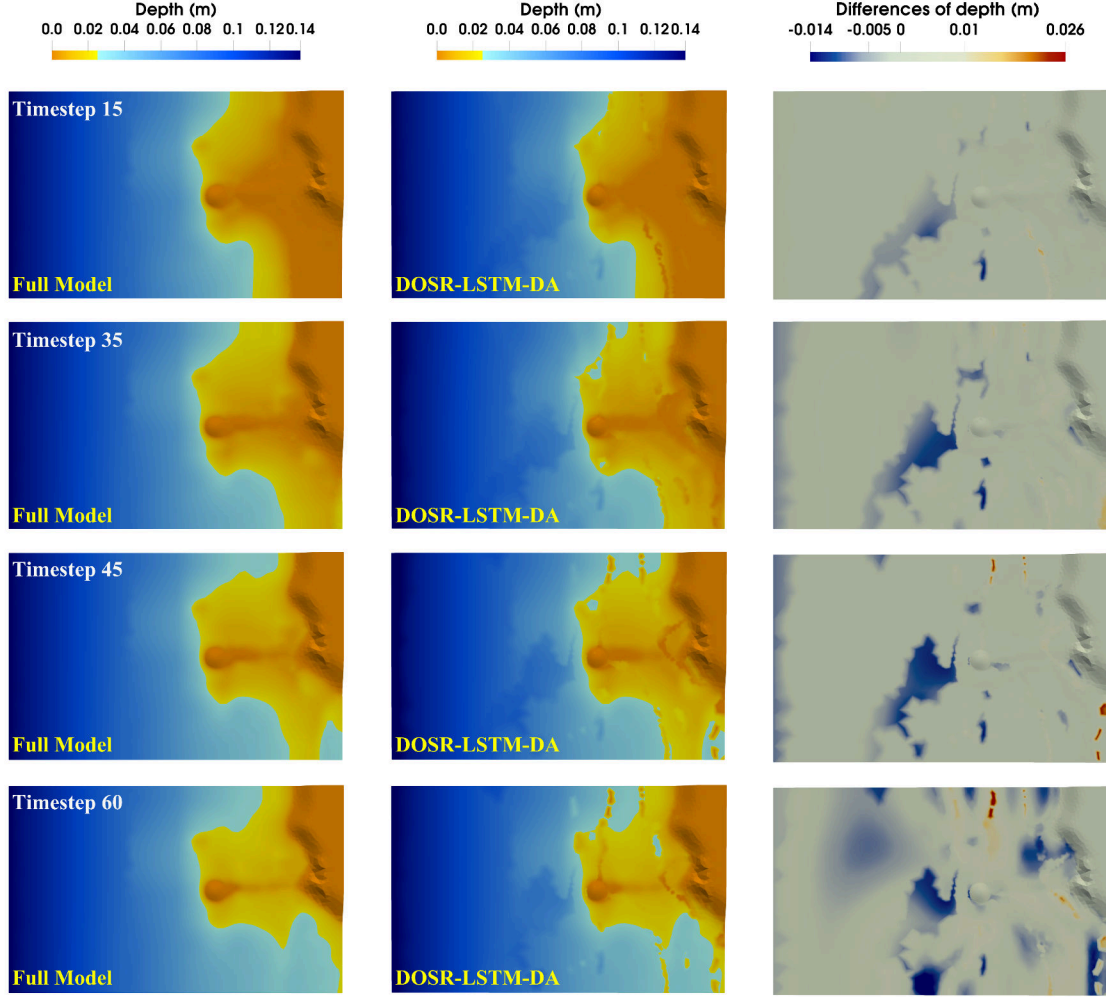 Depth (m) Depth (m) Differences of depth (m)
0.0 0.02 0.04 0.06 0.08 0.1 0.12 0.14 0.0 0.02 0.04 0.06 0.08 0.1 0.12 0.14 -0.014 -0.005 0 0.01 0.026
Timestep 15
Full Model DOSR-LSTM-DA
Timestep 35
Full Model DOSR-LSTM-DA
Timestep 45
Full Model DOSR-LSTM-DA
Timestep 60
Full Model DOSR-LSTM-DA